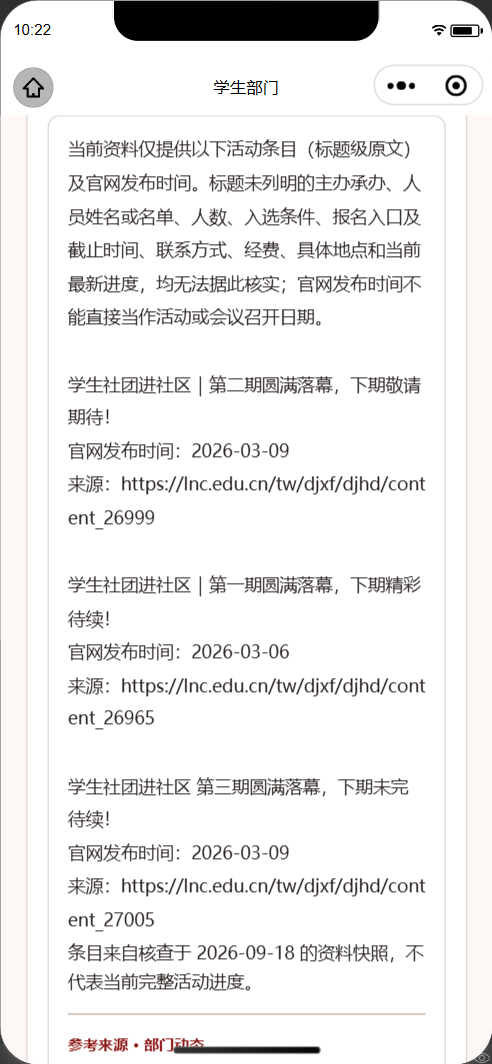 10:22
学生部门
当前资料仅提供以下活动条目（标题级原文）
及官网发布时间。标题未列明的主办承办、人
员姓名或名单、人数、入选条件、报名入口及
截止时间、联系方式、经费、具体地点和当前
最新进度，均无法据此核实；官网发布时间不
能直接当作活动或会议召开日期。
学生社团进社区｜第二期圆满落幕，下期敬请
期待！
官网发布时间：2026-03-09
来源：https://lnc.edu.cn/tw/djxf/djhd/cont
ent_26999
学生社团进社区｜第一期圆满落幕，下期精彩
待续！
官网发布时间：2026-03-06
来源：https://lnc.edu.cn/tw/djxf/djhd/cont
ent_26965
学生社团进社区 第三期圆满落幕，下期未完
待续！
官网发布时间：2026-03-09
来源：https://lnc.edu.cn/tw/djxf/djhd/cont
ent_27005
条目来自核查于 2026-09-18 的资料快照，不
代表当前完整活动进度。
参考来源·部门动态